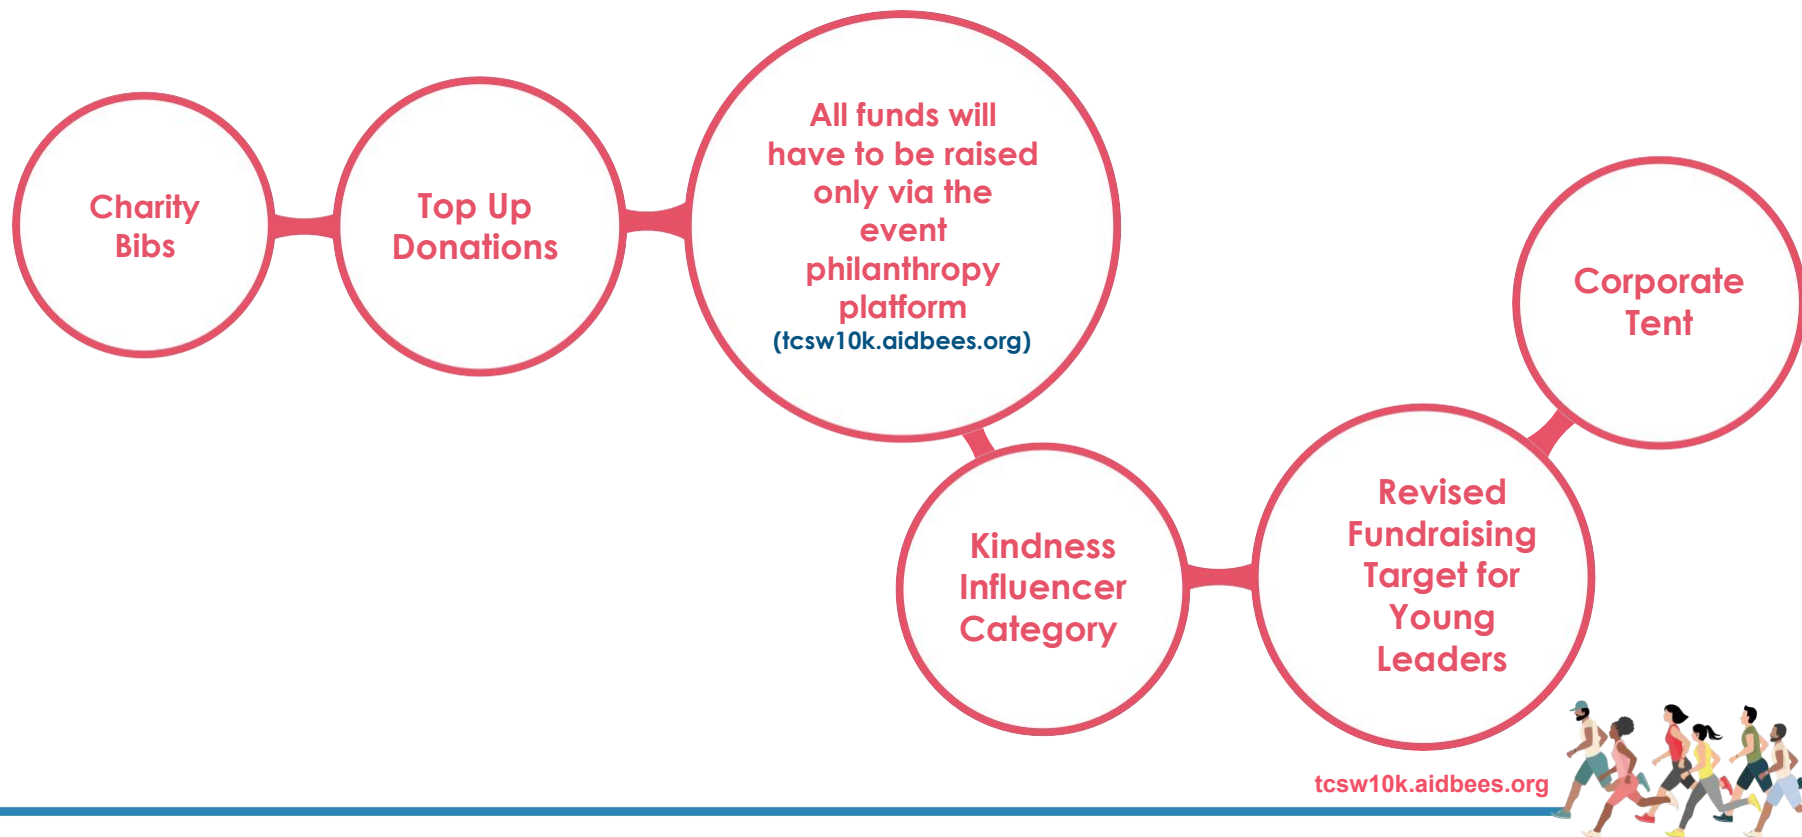 Charity
Bibs
Top Up
Donations
All funds will
have to be raised
only via the
event
philanthropy
platform
(tcsw10k.aidbees.org)
Kindness
Influencer
Category
Revised
Fundraising
Target for
Young
Leaders
Corporate
Tent
tcsw10k.aidbees.org